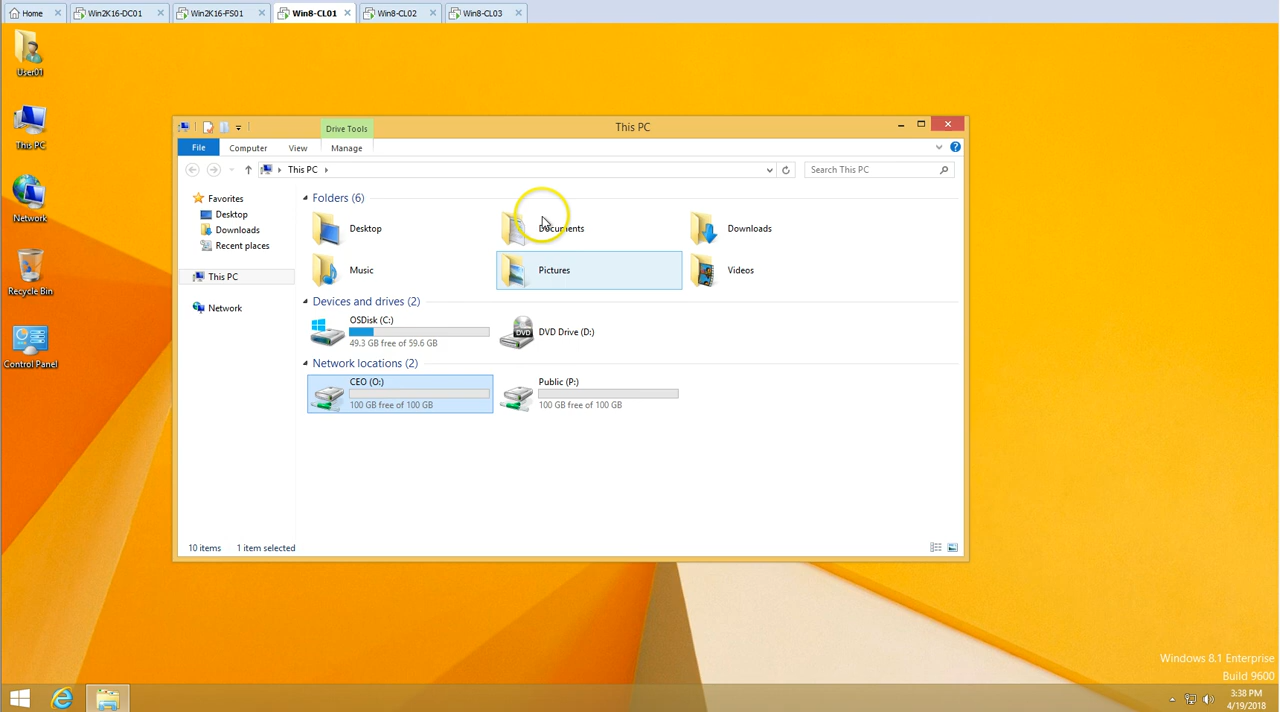 Home
Win2K16-DC01
Win2K16-FS01
Win8-CL01
Win8-CL02
Win8-CL03
User01
This PC
Network
Recycle Bin
Control Panel
Drive Tools
This PC
File
Computer
View
Manage
This PC
Search This PC
Favorites
Desktop
Downloads
Recent places
This PC
Network
Folders (6)
Desktop
Documents
Downloads
Music
Pictures
Videos
Devices and drives (2)
OSDisk (C:)
49.3 GB free of 59.6 GB
DVD
DVD Drive (D:)
Network locations (2)
CEO (O:)
100 GB free of 100 GB
Public (P:)
100 GB free of 100 GB
10 items
1 item selected
Windows 8.1 Enterprise
Build 9600
3:38 PM
4/19/2018